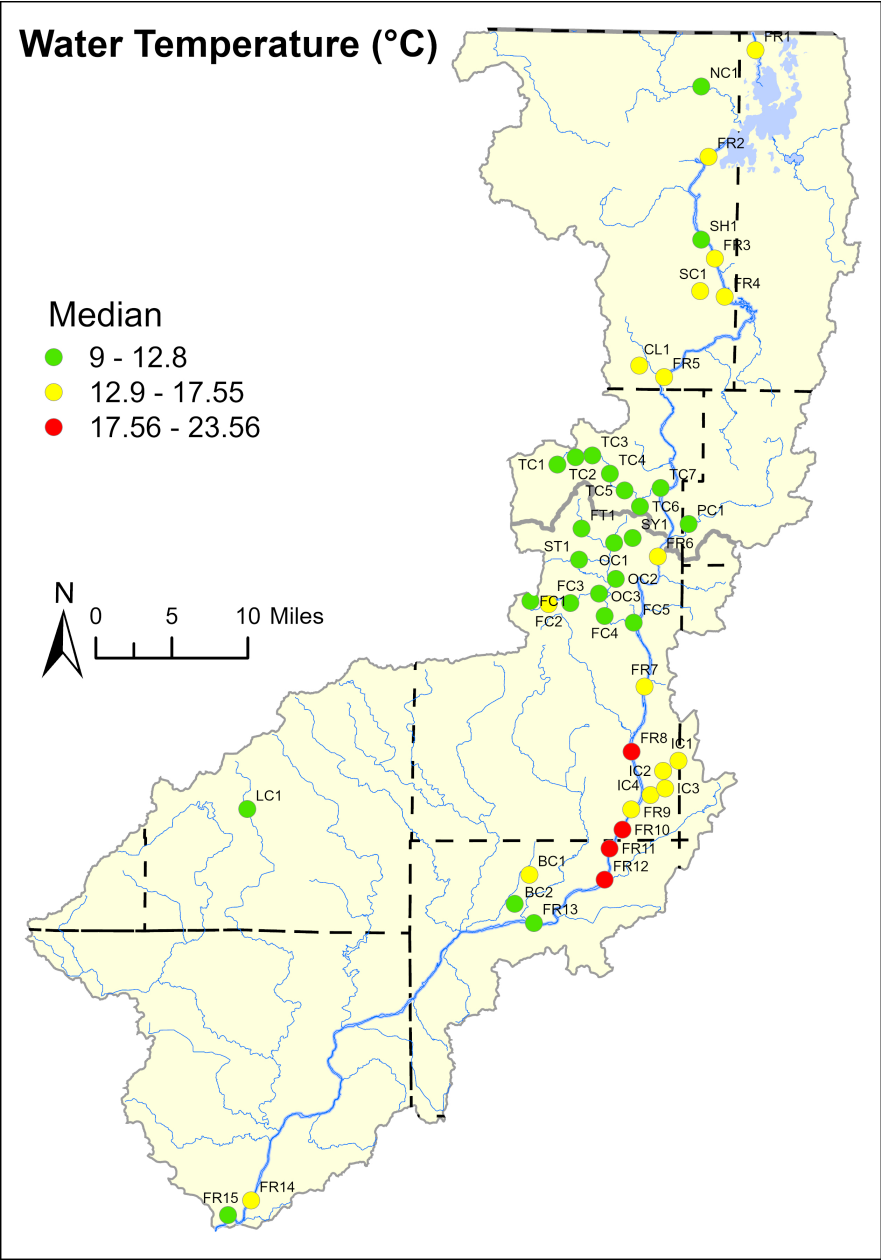 Water Temperature (°C)
FR1
NC1
FR2
SH1
FR3
SC1
FR4
Median
9 - 12.8
12.9 - 17.55
17.56 - 23.56
CL1
FR5
TC3
TC1
TC2
TC4
TC5
TC7
TC6
PC1
FT1
SY1
ST1
OC1
FR6
OC2
FC3
OC3
FC1
FC2
FC4
FC5
N
0 5 10 Miles
FR7
FR8
IC1
IC2
IC4
IC3
LC1
FR9
FR10
FR11
FR12
BC1
BC2
FR13
FR14
FR15